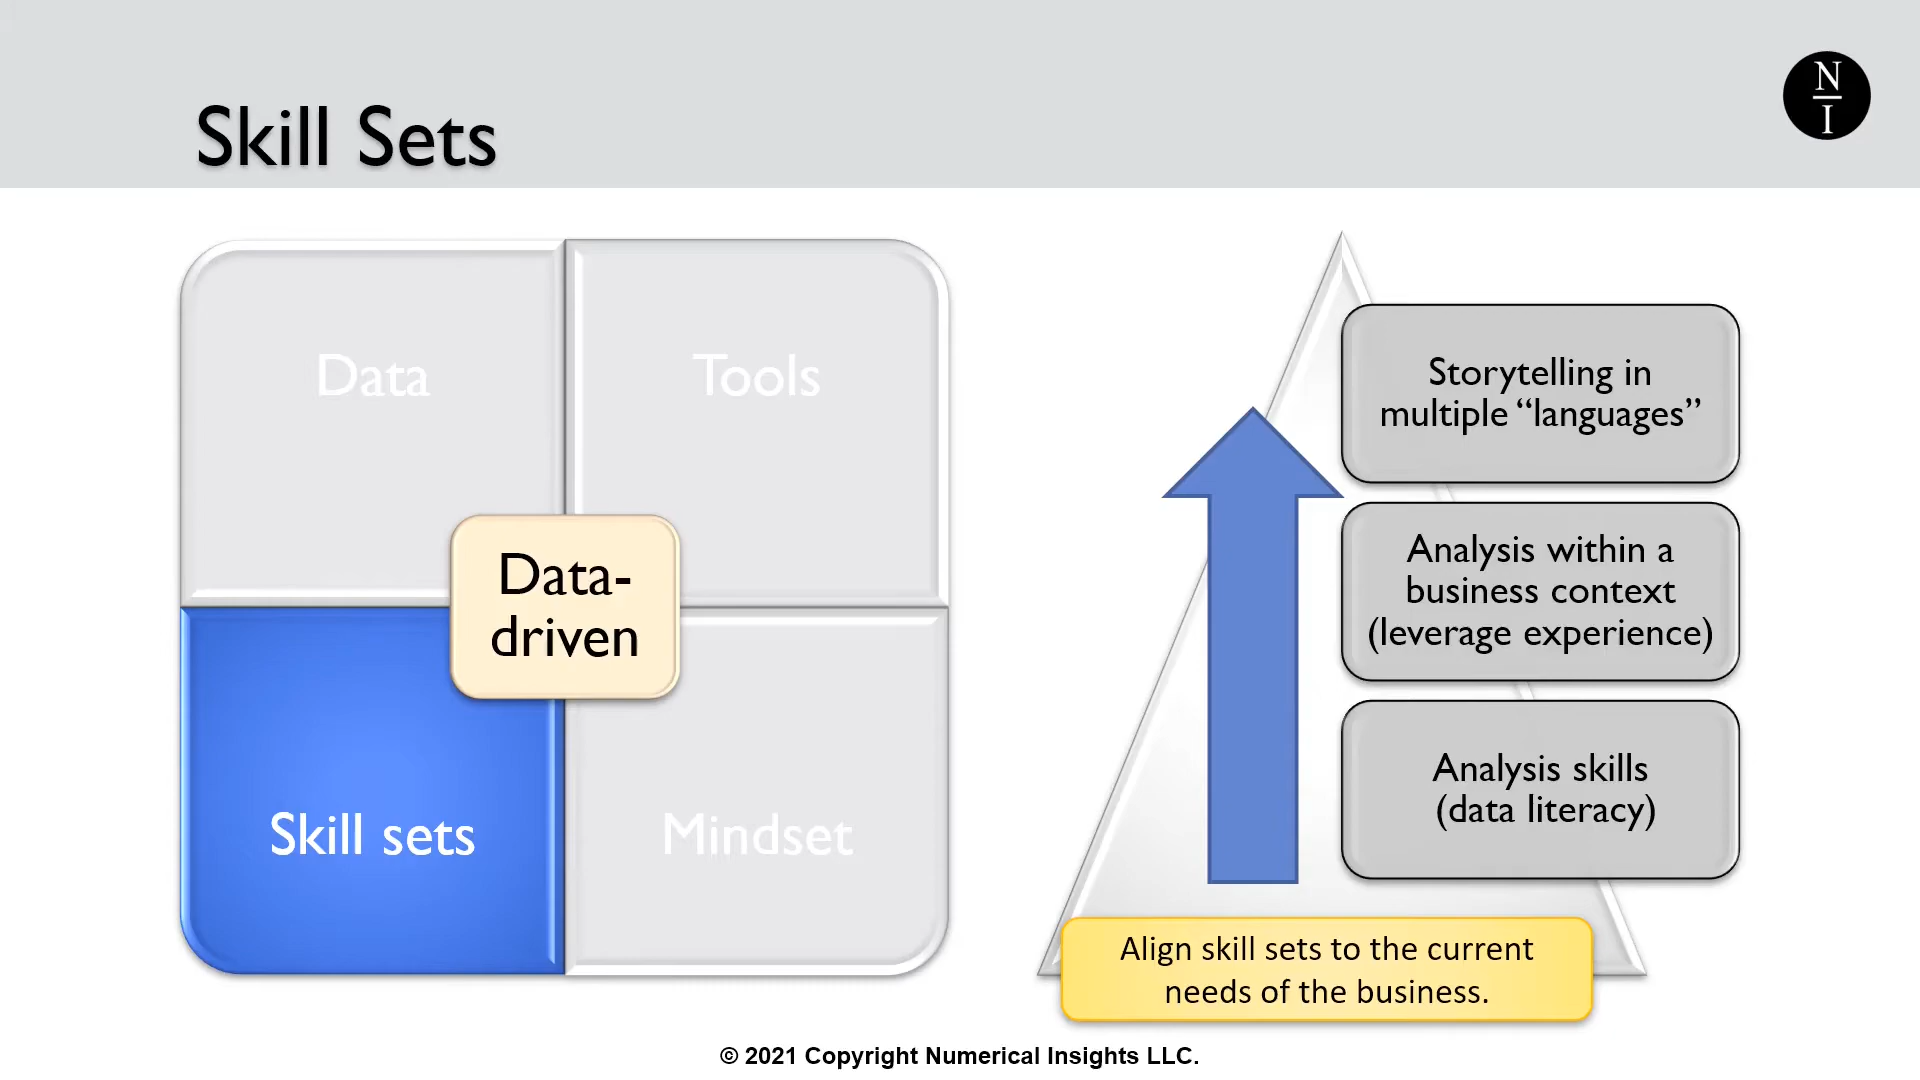 Skill Sets
N
I
Data
Tools
Data-
driven
Skill sets
Mindset
Storytelling in
multiple “languages”
Analysis within a
business context
(leverage experience)
Analysis skills
(data literacy)
Align skill sets to the current
needs of the business.
© 2021 Copyright Numerical Insights LLC.